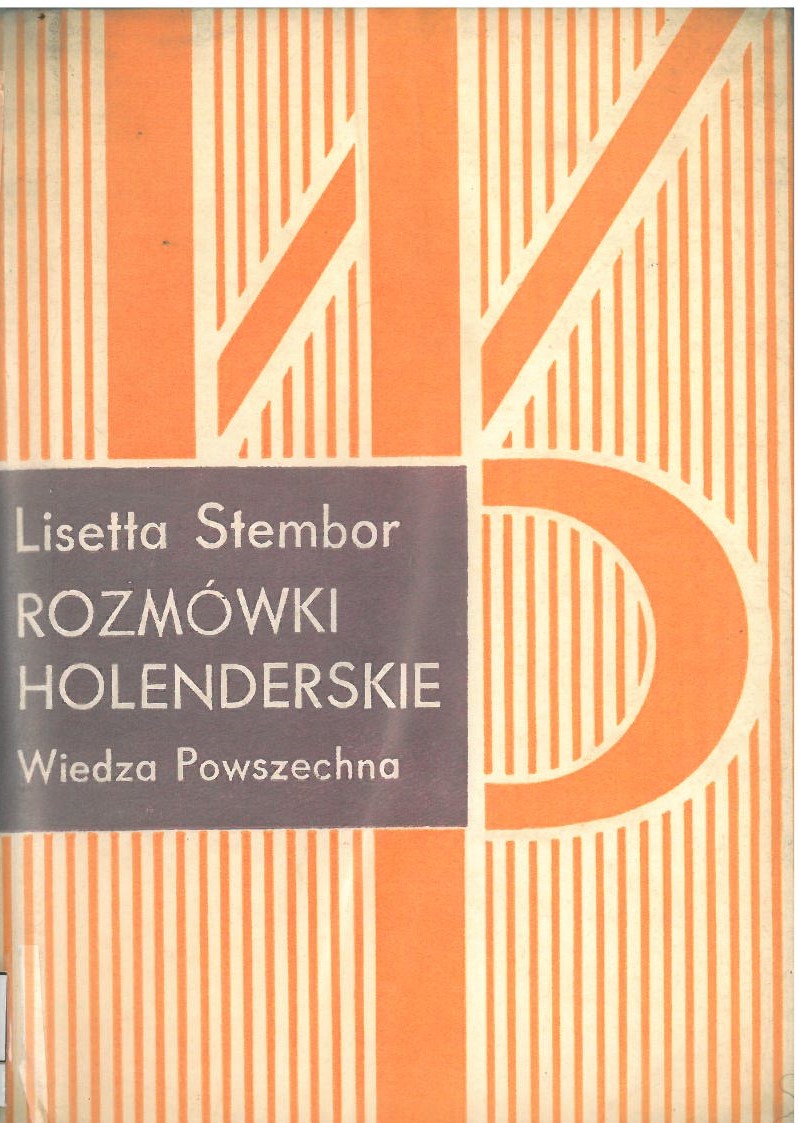 Lisetta Stembor
ROZMÓWKI
HOLENDERSKIE
Wiedza Powszechna